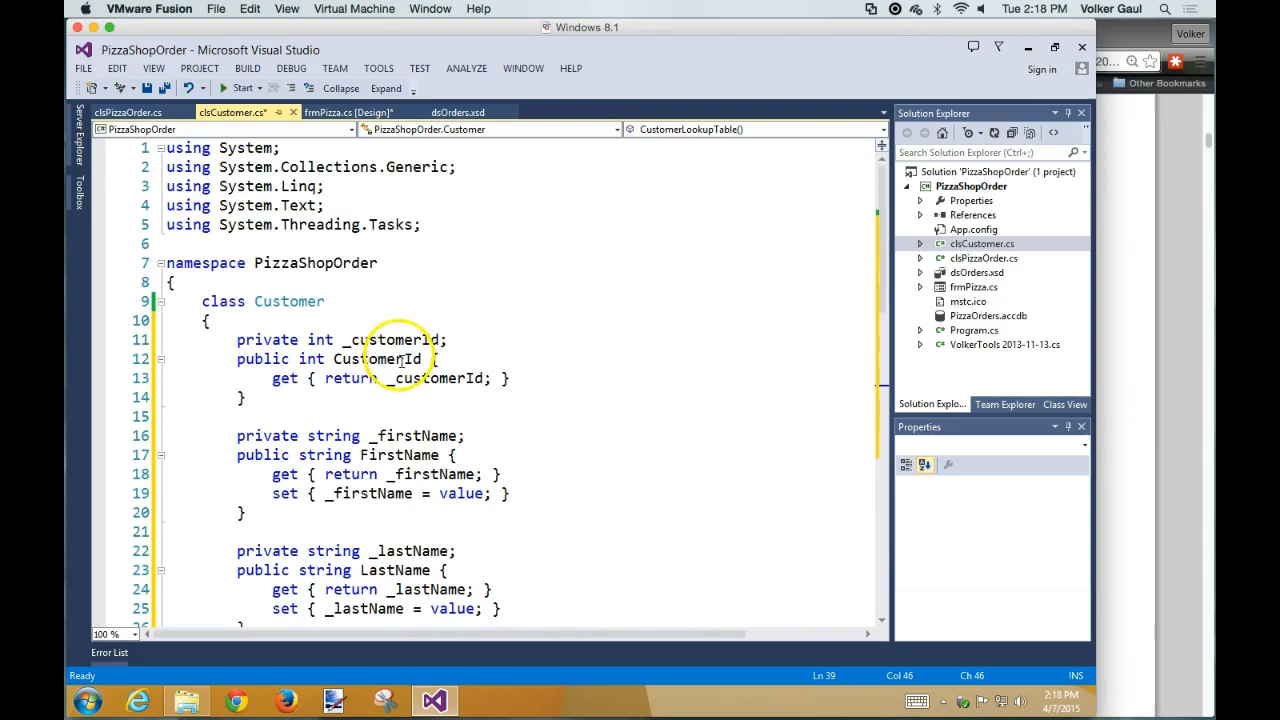 VMware Fusion File Edit View Virtual Machine Window Help Tue 2:18 PM Volker Gaul
Windows 8.1
Volker
PizzaShopOrder - Microsoft Visual Studio
FILE EDIT VIEW PROJECT BUILD DEBUG TEAM TOOLS TEST ANALYZE WINDOW HELP
Sign in
20...
Start Collapse Expand
Other Bookmarks
Server Explorer
Toolbox
clsPizzaOrder.cs clsCustomer.cs* frmPizza.cs [Design]* dsOrders.xsd
PizzaShopOrder PizzaShopOrder.Customer CustomerLookupTable()
1 using System;
2 using System.Collections.Generic;
3 using System.Linq;
4 using System.Text;
5 using System.Threading.Tasks;
6
7 namespace PizzaShopOrder
8 {
9 class Customer
10 {
11 private int _customerId;
12 public int CustomerId {
13 get { return _customerId; }
14 }
15
16 private string _firstName;
17 public string FirstName {
18 get { return _firstName; }
19 set { _firstName = value; }
20 }
21
22 private string _lastName;
23 public string LastName {
24 get { return _lastName; }
25 set { _lastName = value; }
26 }
100 %
Solution Explorer
Search Solution Explorer (Ctrl+;)
Solution 'PizzaShopOrder' (1 project)
PizzaShopOrder
Properties
References
App.config
clsCustomer.cs
clsPizzaOrder.cs
dsOrders.xsd
frmPizza.cs
mstc.ico
PizzaOrders.accdb
Program.cs
VolkerTools 2013-11-13.cs
Solution Explo... Team Explorer Class View
Properties
Error List
Ready Ln 39 Col 46 Ch 46 INS
2:18 PM
4/7/2015